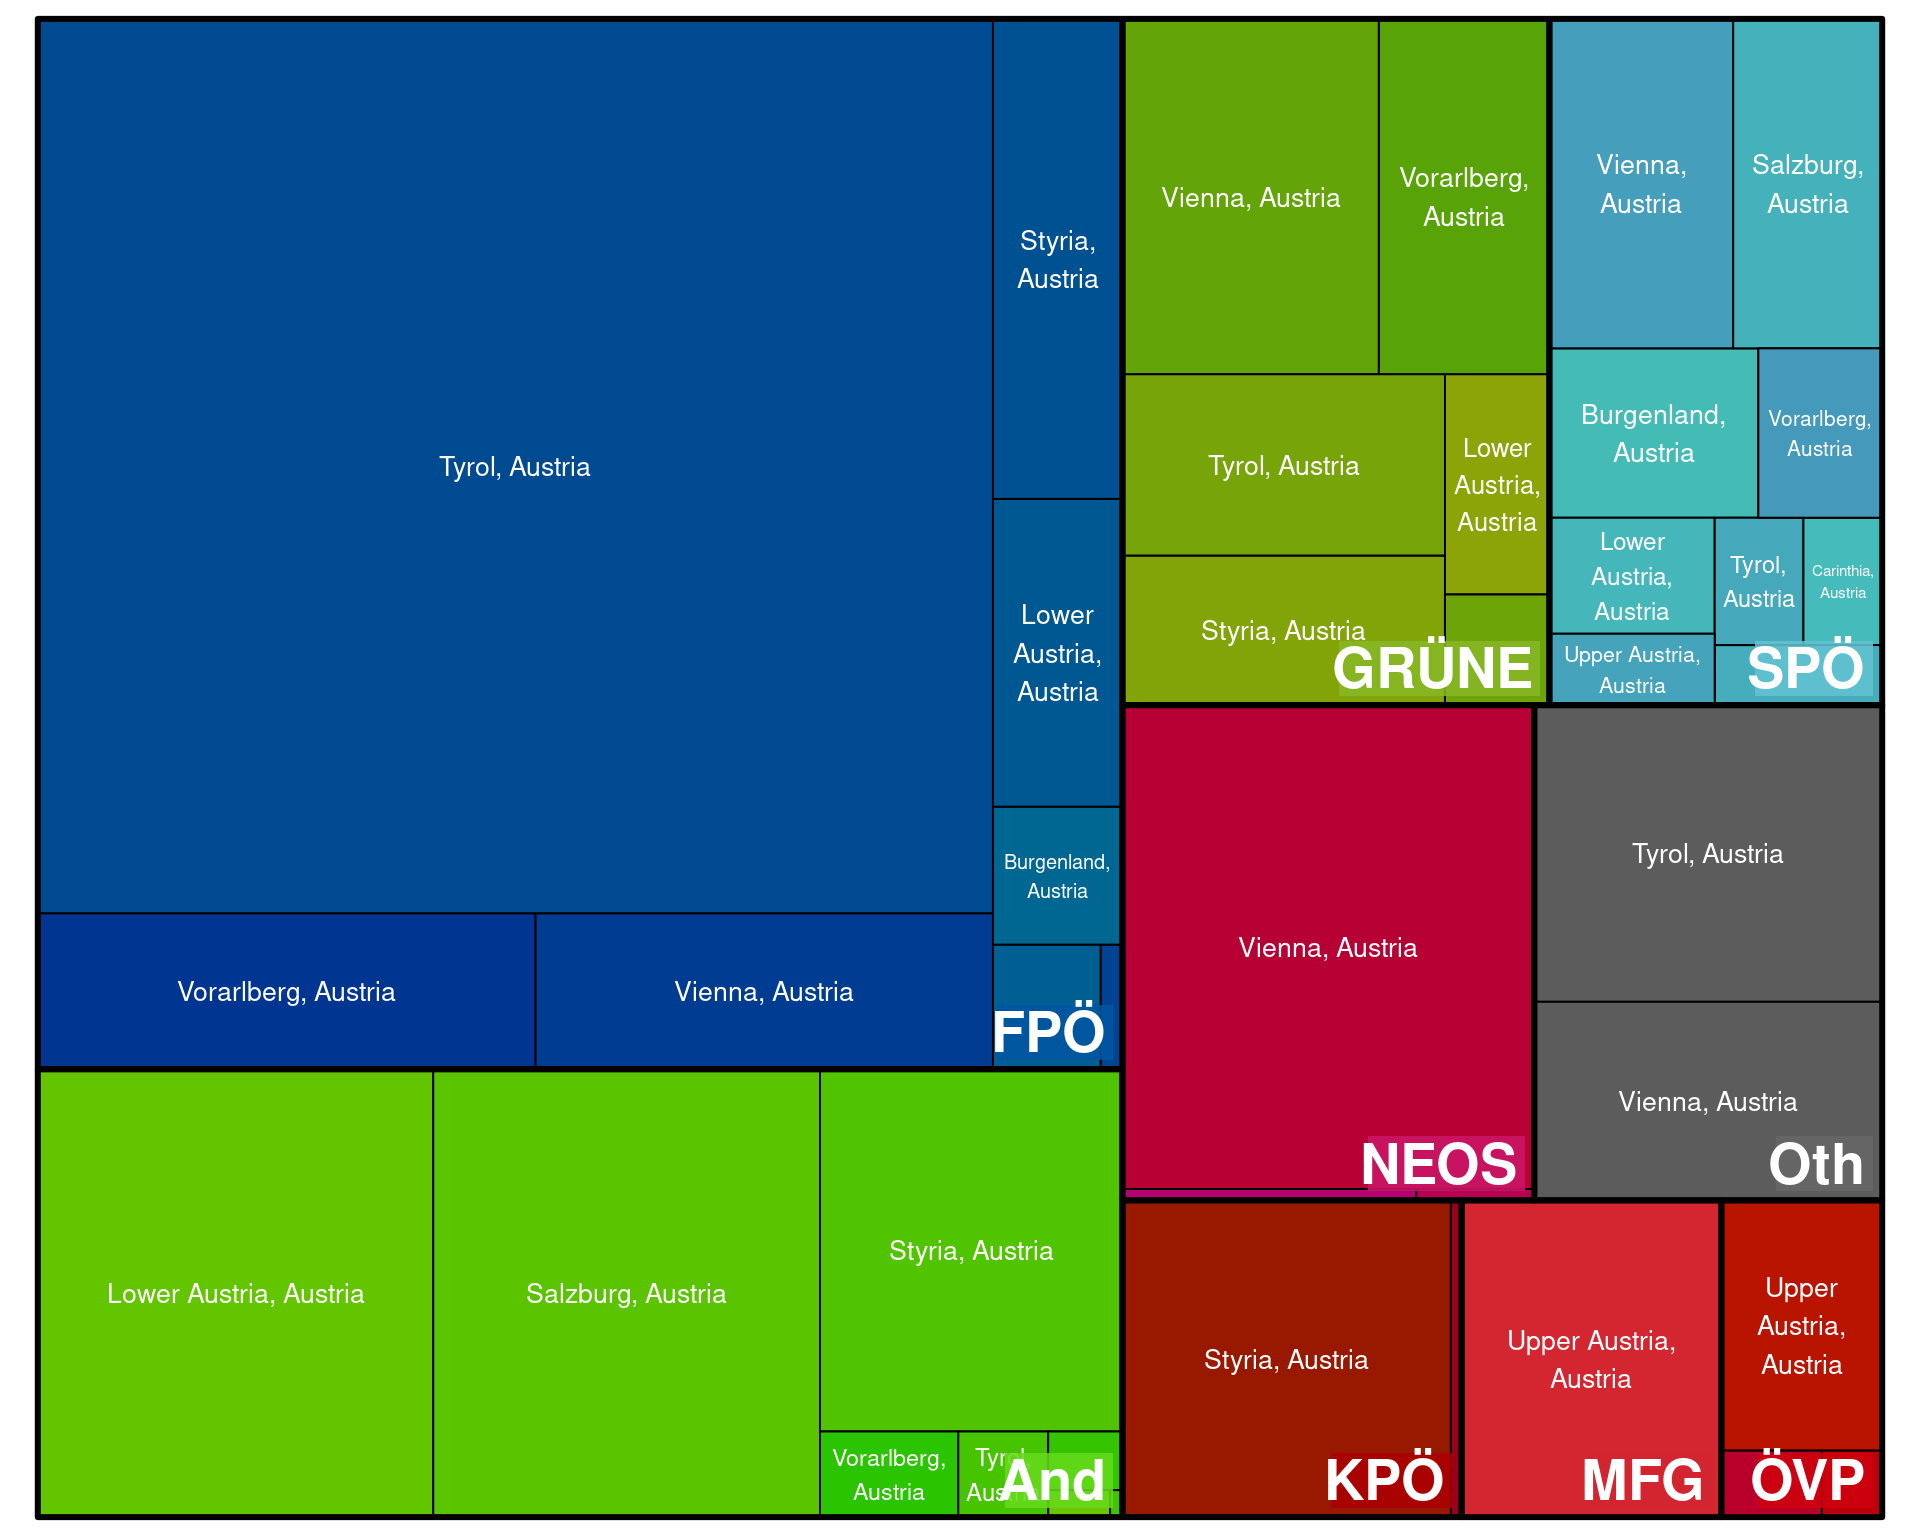 Tyrol, Austria
Styria,
Austria
Lower
Austria,
Austria
Burgenland,
Austria
Vorarlberg, Austria
Vienna, Austria
FPÖ
Lower Austria, Austria
Salzburg, Austria
Styria, Austria
Vorarlberg,
Austria
Tyrol,
Austria
And
Vienna, Austria
Vorarlberg,
Austria
Tyrol, Austria
Lower
Austria,
Austria
Styria, Austria
GRÜNE
Vienna,
Austria
Salzburg,
Austria
Burgenland,
Austria
Vorarlberg,
Austria
Lower
Austria,
Austria
Tyrol,
Austria
Carinthia,
Austria
Upper Austria,
Austria
SPÖ
Vienna, Austria
NEOS
Tyrol, Austria
Vienna, Austria
Oth
Styria, Austria
KPÖ
Upper Austria,
Austria
MFG
Upper
Austria,
Austria
ÖVP